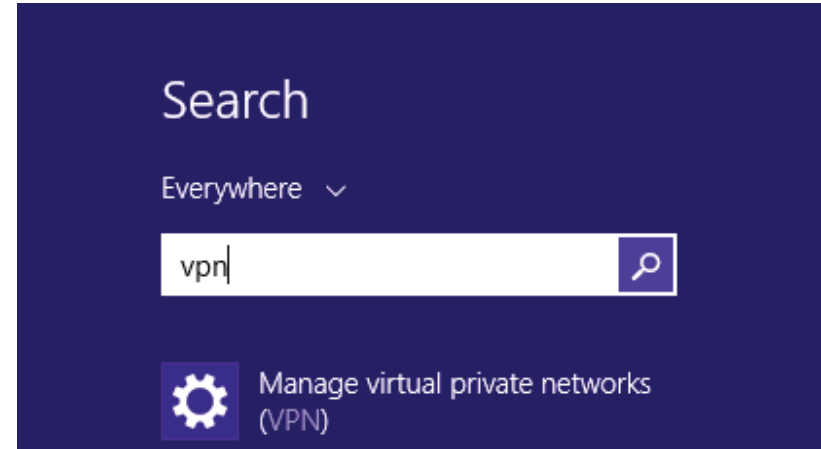 Search
Everywhere
vpn
Manage virtual private networks
(VPN)